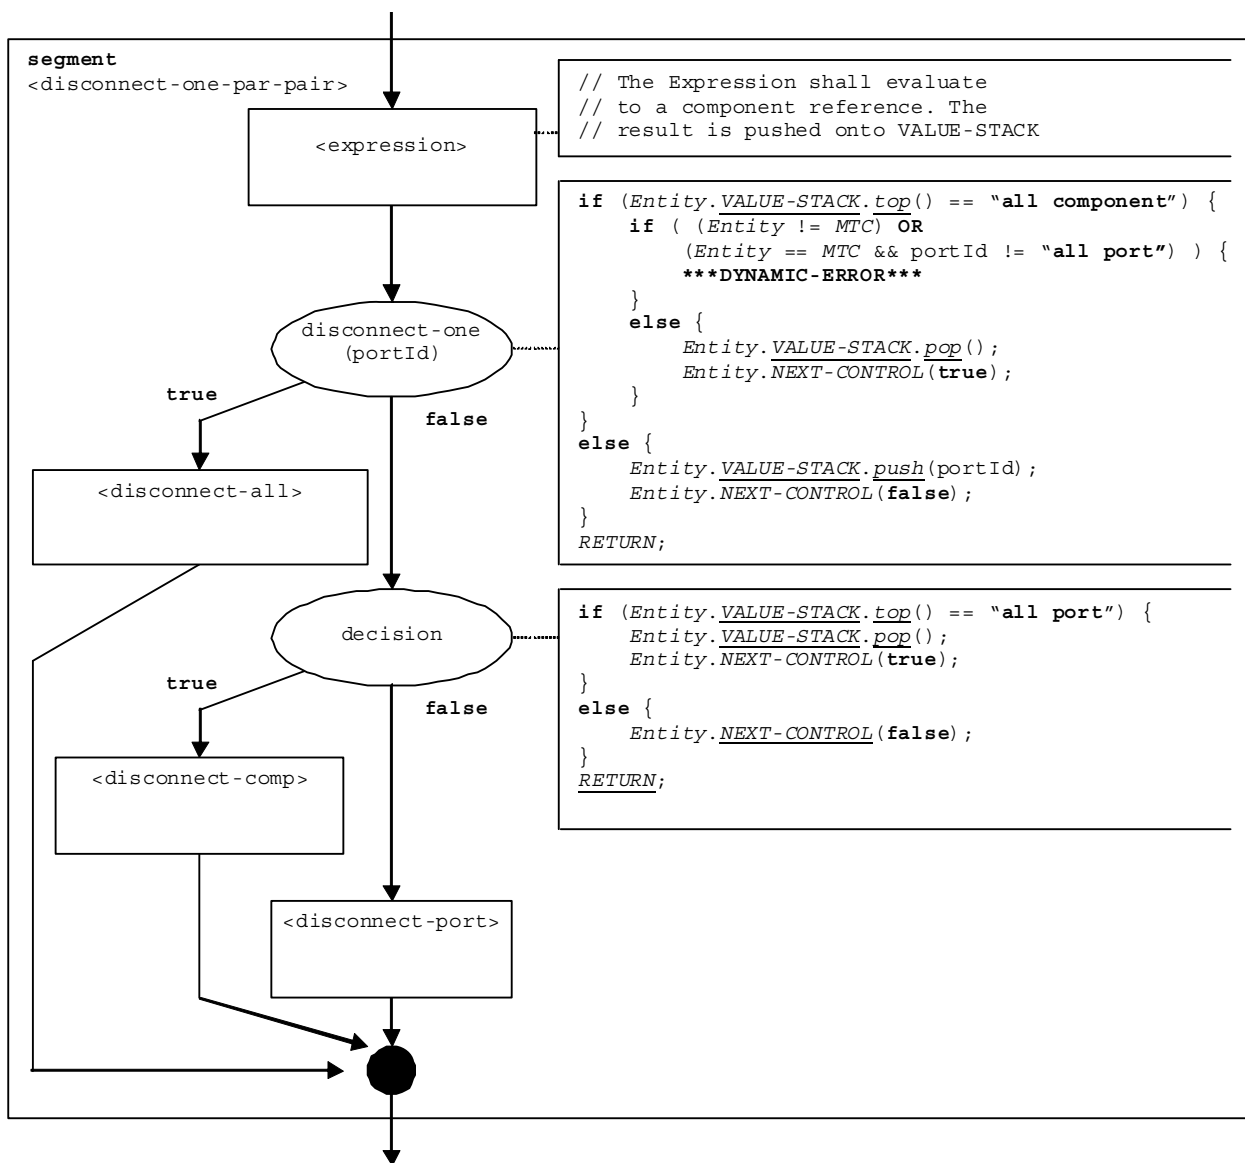 segment
<disconnect-one-par-pair>
<expression>
// The Expression shall evaluate
// to a component reference. The
// result is pushed onto VALUE-STACK
if (Entity.VALUE-STACK.top() == “all component”) {
if ( (Entity != MTC) OR
(Entity == MTC && portId != “all port”) ) {
***DYNAMIC-ERROR***
}
else {
Entity.VALUE-STACK.pop();
Entity.NEXT-CONTROL(true);
}
}
else {
Entity.VALUE-STACK.push(portId);
Entity.NEXT-CONTROL(false);
}
RETURN;
disconnect-one
(portId)
true
false
<disconnect-all>
decision
if (Entity.VALUE-STACK.top() == “all port”) {
Entity.VALUE-STACK.pop();
Entity.NEXT-CONTROL(true);
}
else {
Entity.NEXT-CONTROL(false);
}
RETURN;
true
false
<disconnect-comp>
<disconnect-port>